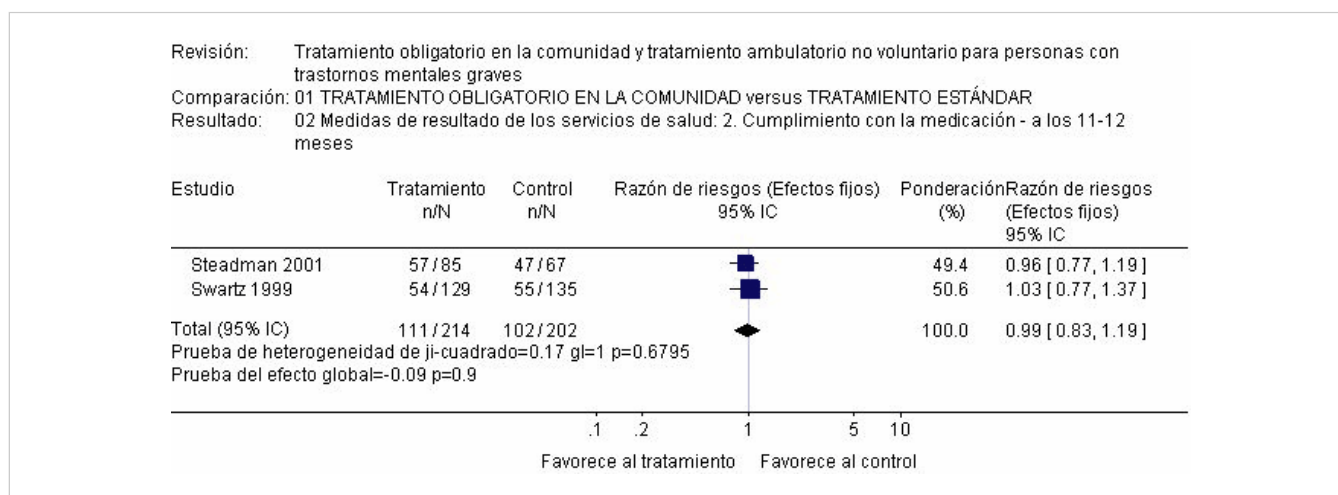 Revisión: Tratamiento obligatorio en la comunidad y tratamiento ambulatorio no voluntario para personas con
trastornos mentales graves
Comparación: 01 TRATAMIENTO OBLIGATORIO EN LA COMUNIDAD versus TRATAMIENTO ESTÁNDAR
Resultado: 02 Medidas de resultado de los servicios de salud: 2. Cumplimiento con la medicación - a los 11-12
meses
Estudio Tratamiento Control Razón de riesgos (Efectos fijos) Ponderación Razón de riesgos
n/N n/N 95% IC (%) (Efectos fijos)
95% IC
Steadman 2001 57/85 47/67 49.4 0.96 [ 0.77, 1.19 ]
Swartz 1999 54/129 55/135 50.6 1.03 [ 0.77, 1.37 ]
Total (95% IC) 111/214 102/202 100.0 0.99 [ 0.83, 1.19 ]
Prueba de heterogeneidad de ji-cuadrado=0.17 gl=1 p=0.6795
Prueba del efecto global=-0.09 p=0.9
.1 .2 1 5 10
Favorece al tratamiento Favorece al control